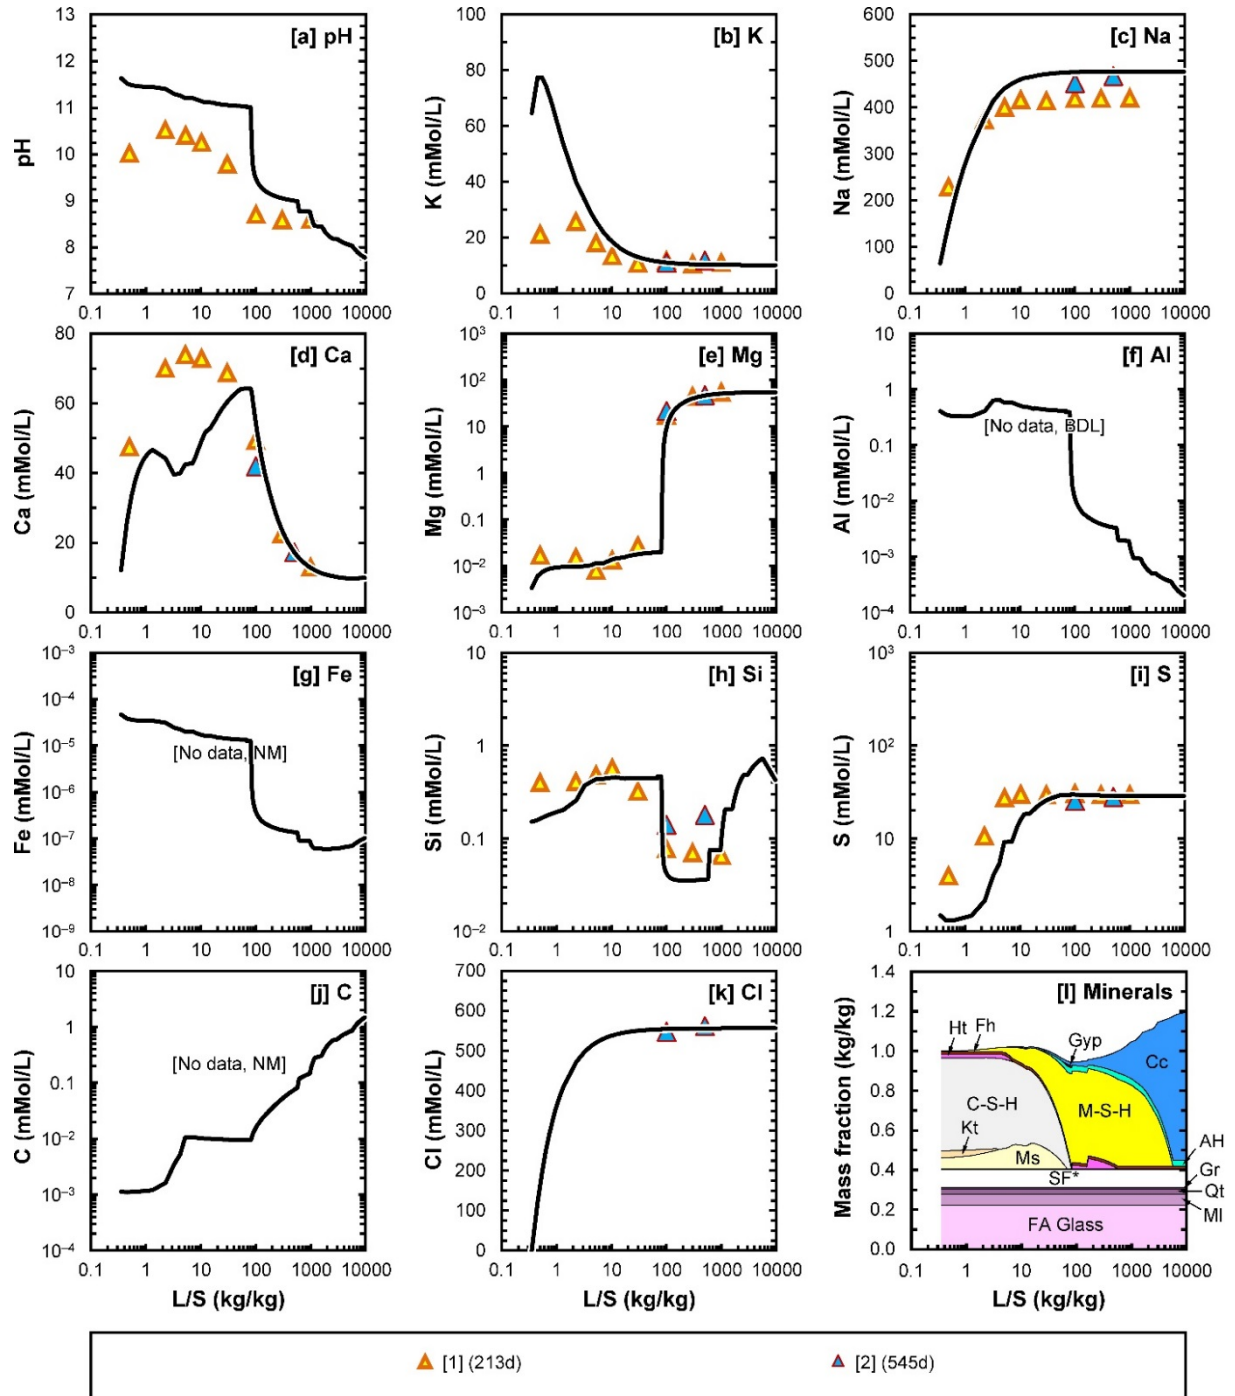 [a] pH
pH
13
12
11
10
9
8
7
0.1 1 10 100 1000 10000
[b] K
K (mMol/L)
100
80
60
40
20
0
0.1 1 10 100 1000 10000
[c] Na
Na (mMol/L)
600
500
400
300
200
100
0
0.1 1 10 100 1000 10000
[d] Ca
Ca (mMol/L)
80
60
40
20
0
0.1 1 10 100 1000 10000
[e] Mg
Mg (mMol/L)
10³
10²
10
1
0.1
10⁻²
10⁻³
0.1 1 10 100 1000 10000
[f] Al
Al (mMol/L)
10
1
0.1
10⁻²
10⁻³
10⁻⁴
[No data, BDL]
0.1 1 10 100 1000 10000
[g] Fe
Fe (mMol/L)
10⁻³
10⁻⁴
10⁻⁵
10⁻⁶
10⁻⁷
10⁻⁸
10⁻⁹
[No data, NM]
0.1 1 10 100 1000 10000
[h] Si
Si (mMol/L)
10
1
0.1
10⁻²
0.1 1 10 100 1000 10000
[i] S
S (mMol/L)
10³
10²
10
1
0.1 1 10 100 1000 10000
[j] C
C (mMol/L)
10
1
0.1
10⁻²
10⁻³
10⁻⁴
[No data, NM]
0.1 1 10 100 1000 10000
L/S (kg/kg)
[k] Cl
Cl (mMol/L)
700
600
500
400
300
200
100
0
0.1 1 10 100 1000 10000
L/S (kg/kg)
[l] Minerals
Mass fraction (kg/kg)
1.4
1.2
1.0
0.8
0.6
0.4
0.2
0.0
Ht
Fh
Gyp
Cc
C-S-H
M-S-H
Kt
Ms
AH
SF*
Gr
Qt
Ml
FA Glass
0.1 1 10 100 1000 10000
L/S (kg/kg)
[1] (213d)
[2] (545d)